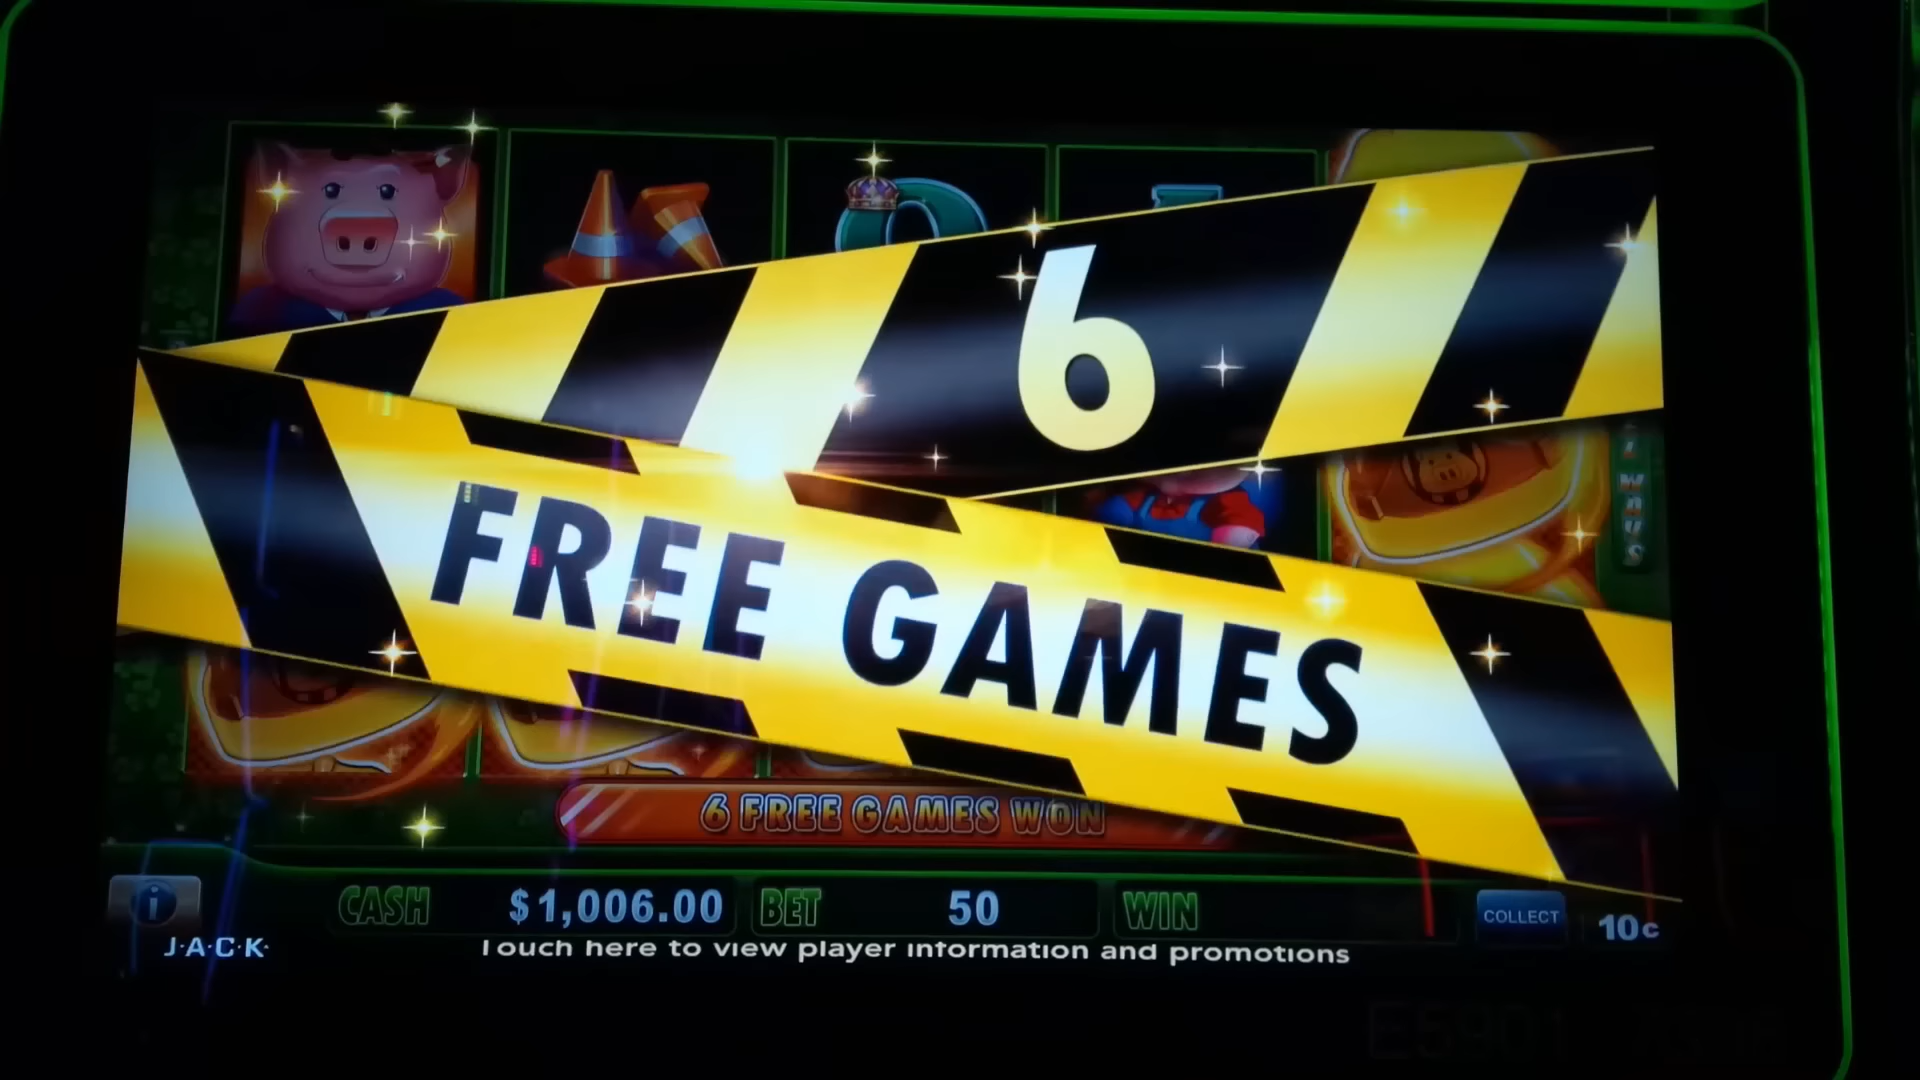 6
FREE GAMES
WAYS
6 FREE GAMES WON
CASH $1,006.00 BET 50 WIN COLLECT 10c
i
J·A·C·K·
Touch here to view player information and promotions